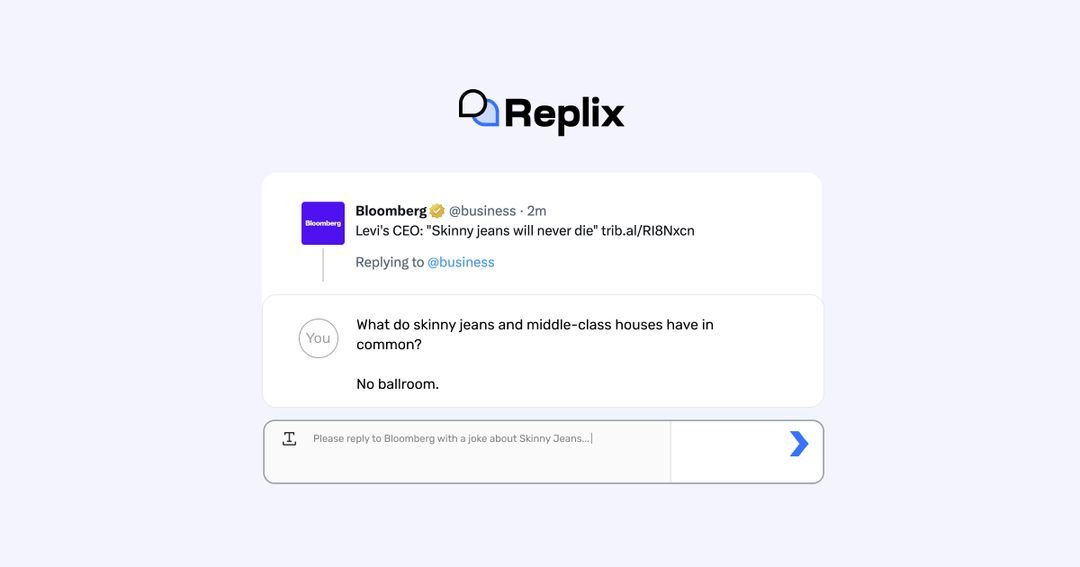 Replix
Bloomberg
Bloomberg @business · 2m
Levi's CEO: "Skinny jeans will never die" trib.al/RI8Nxcn
Replying to @business
You
What do skinny jeans and middle-class houses have in
common?
No ballroom.
Please reply to Bloomberg with a joke about Skinny Jeans...